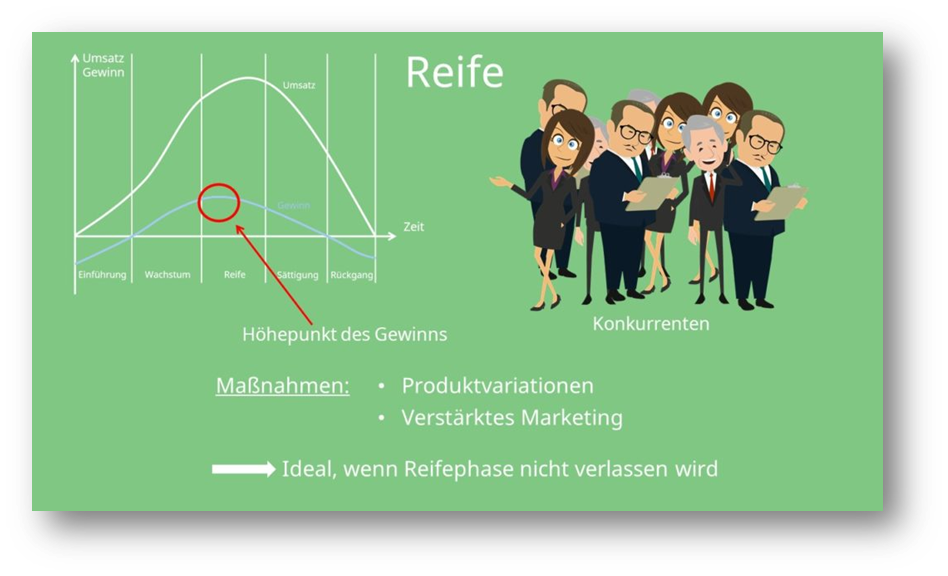 Umsatz
Gewinn
Reife
Umsatz
Gewinn
Zeit
Einführung Wachstum Reife Sättigung Rückgang
Konkurrenten
Höhepunkt des Gewinns
Maßnahmen: • Produktvariationen
• Verstärktes Marketing
Ideal, wenn Reifephase nicht verlassen wird